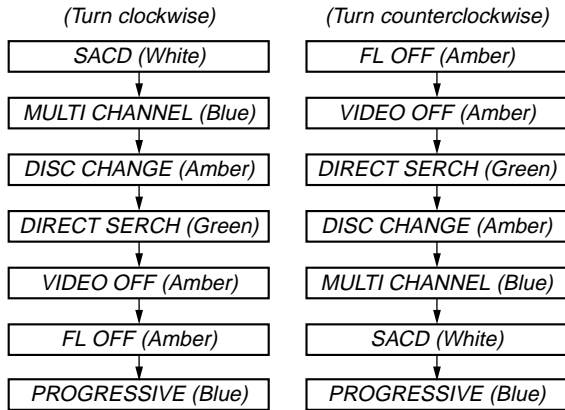 (Turn clockwise)
SACD (White)
MULTI CHANNEL (Blue)
DISC CHANGE (Amber)
DIRECT SERCH (Green)
VIDEO OFF (Amber)
FL OFF (Amber)
PROGRESSIVE (Blue)
(Turn counterclockwise)
FL OFF (Amber)
VIDEO OFF (Amber)
DIRECT SERCH (Green)
DISC CHANGE (Amber)
MULTI CHANNEL (Blue)
SACD (White)
PROGRESSIVE (Blue)